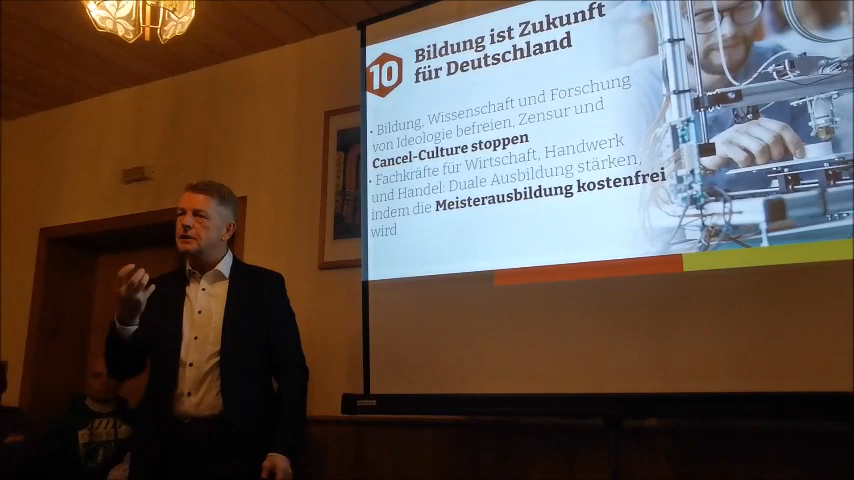 10
Bildung ist Zukunft
für Deutschland
• Bildung, Wissenschaft und Forschung
von Ideologie befreien, Zensur und
Cancel-Culture stoppen
• Fachkräfte für Wirtschaft, Handwerk
und Handel: Duale Ausbildung stärken,
indem die Meisterausbildung kostenfrei
wird